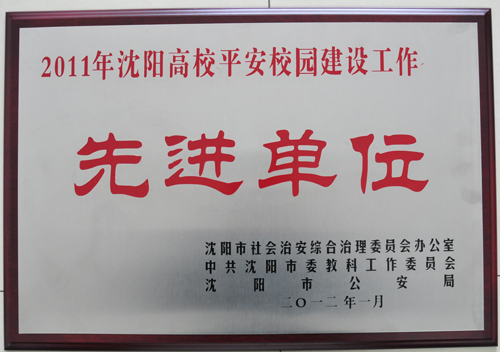 2011年沈阳高校平安校园建设工作
先进单位
沈阳市社会治安综合治理委员会办公室
中共沈阳市委教科工作委员会
沈阳市公安局
二〇一二年一月